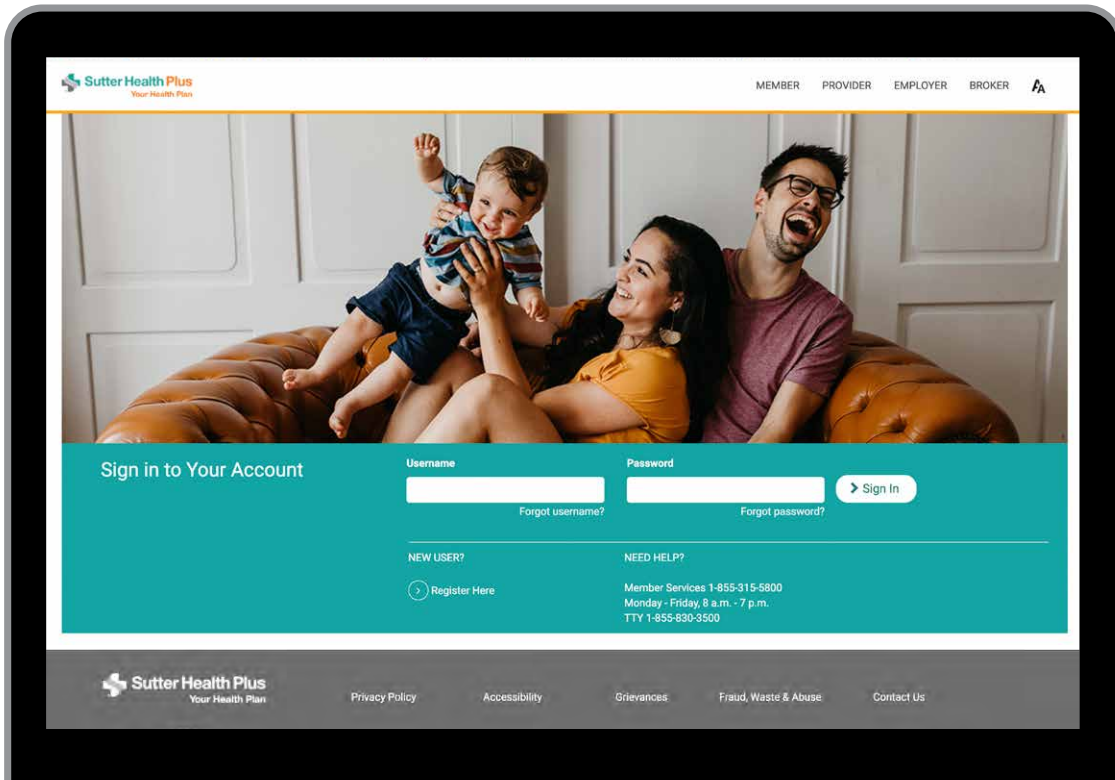 Sutter Health Plus
Your Health Plan
MEMBER PROVIDER EMPLOYER BROKER AA
Sign in to Your Account
Username
Password
Sign In
Forgot username?
Forgot password?
NEW USER?
Register Here
NEED HELP?
Member Services 1-855-315-5800
Monday - Friday, 8 a.m. - 7 p.m.
TTY 1-855-830-3500
Sutter Health Plus
Your Health Plan
Privacy Policy Accessibility Grievances Fraud, Waste & Abuse Contact Us